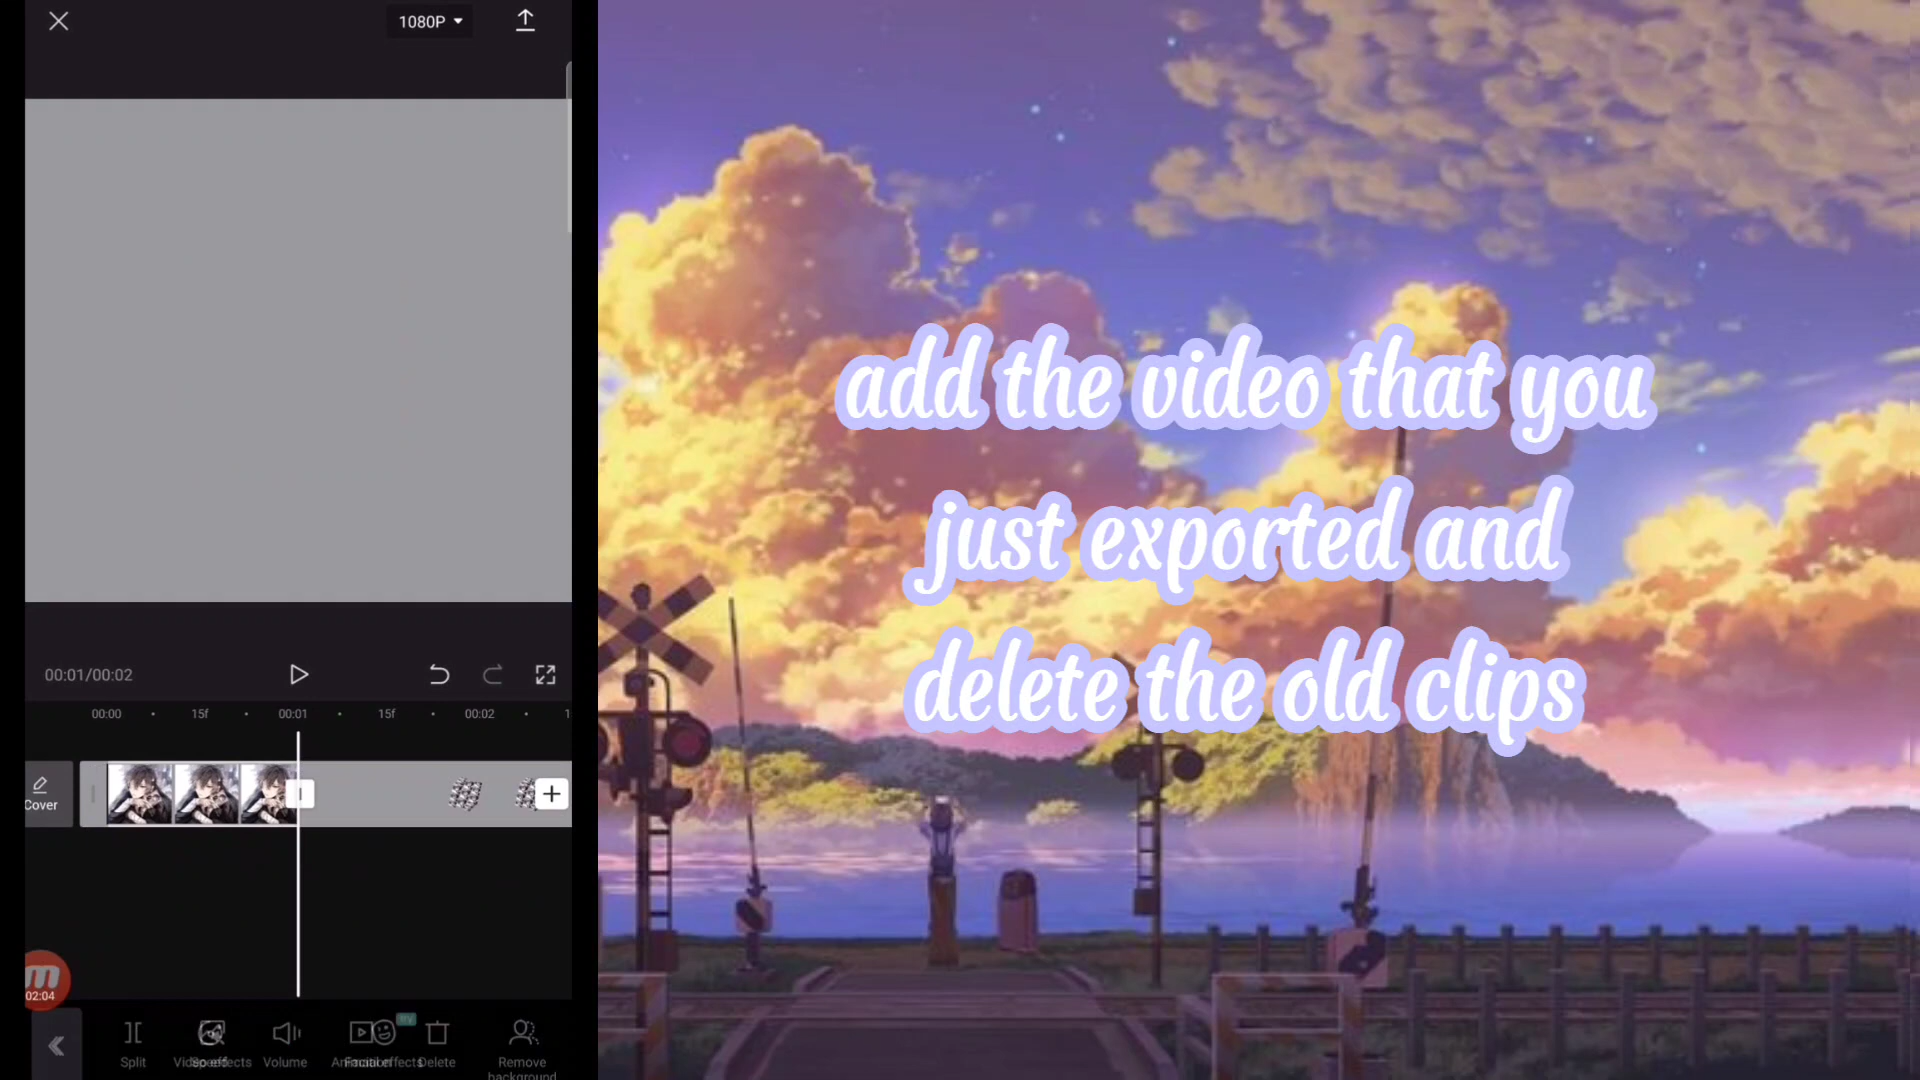 1080P
add the video that you
just exported and
delete the old clips
00:01/00:02
00:00 15f 00:01 15f 00:02
Cover
02:04
Split Volume Delete Remove
background